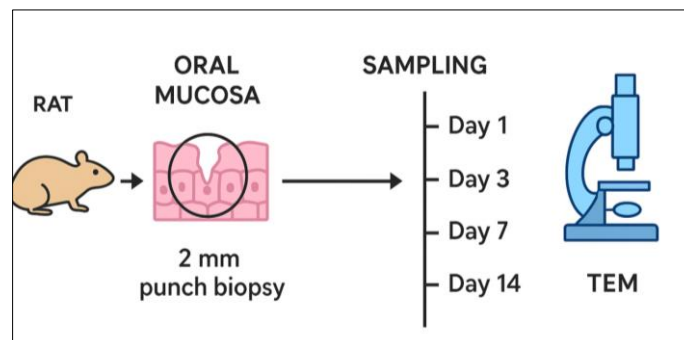 RAT
ORAL
MUCOSA
2 mm
punch biopsy
SAMPLING
Day 1
Day 3
Day 7
Day 14
TEM